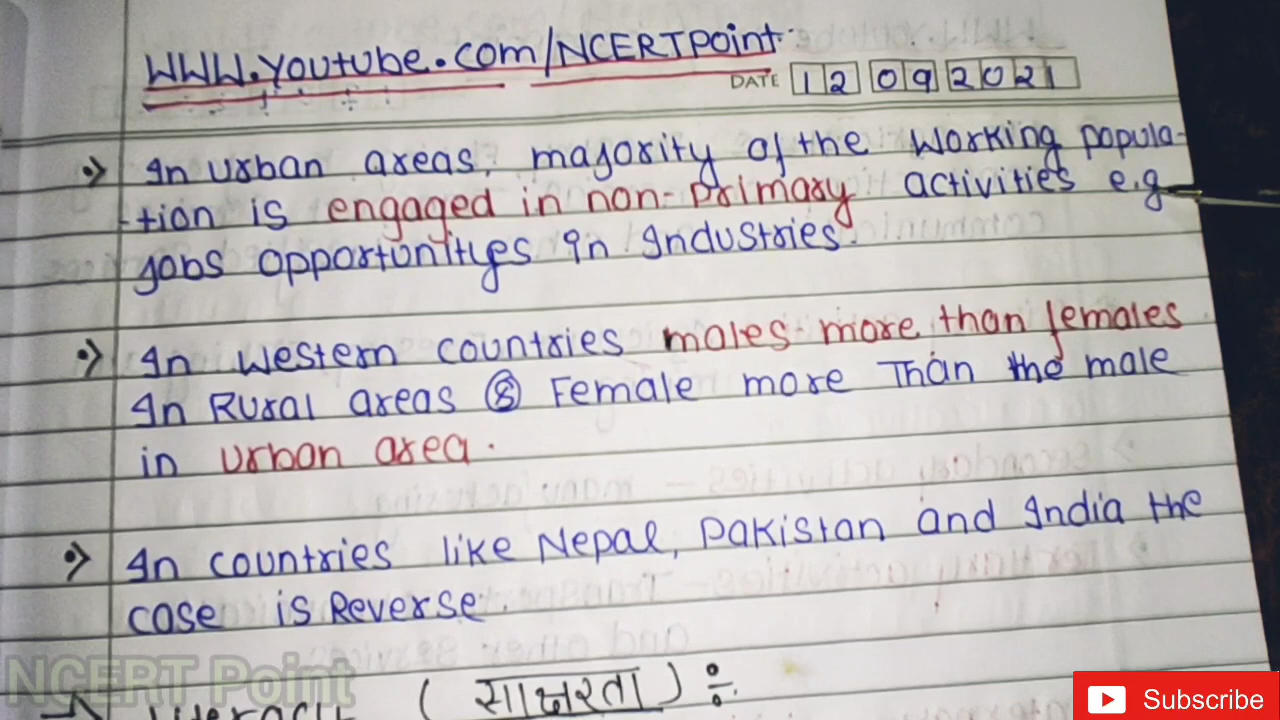 WWW.Youtube.com/NCERTPoint
DATE 12 09 2021
In urban areas, majority of the working popula-
-tion is engaged in non-primary activities e.g
jobs opportunityes in Industries.
In Western countries males more than females
In Rural areas & Female more Than the male
in urban area.
In countries like Nepal, Pakistan and India the
case is Reverse.
NCERT Point
Literacy (साक्षरता) :
Subscribe